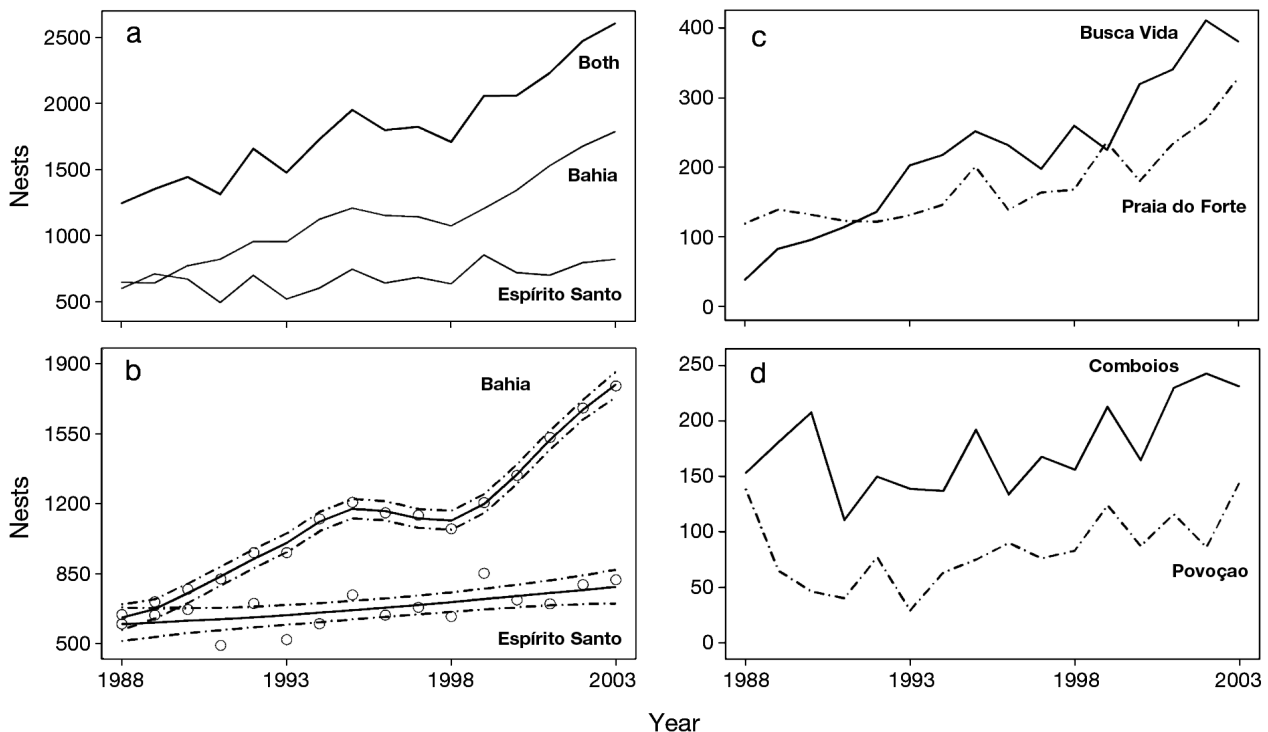 a
Both
Bahia
Espírito Santo
2500
2000
1500
1000
500
Nests
b
Bahia
Espírito Santo
1900
1550
1200
850
500
Nests
1988
1993
1998
2003
c
Busca Vida
Praia do Forte
400
300
200
100
0
d
Comboios
Povoçao
250
200
150
100
50
0
1988
1993
1998
2003
Year